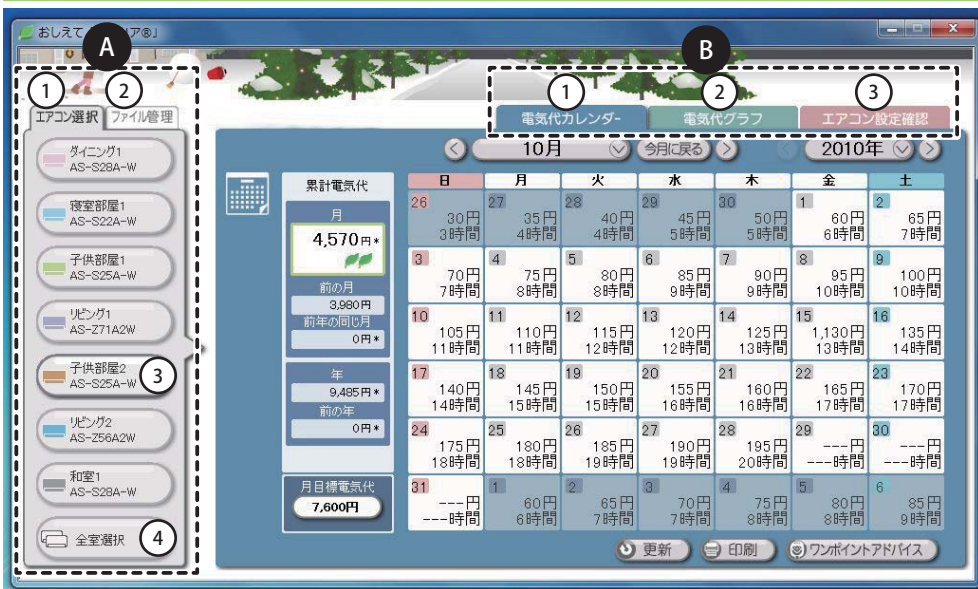 おしえて
ア®」
A
B
1
2
エアコン選択
ファイル管理
1
2
3
電気代カレンダー
電気代グラフ
エアコン設定確認
ダイニング1
AS-S28A-W
寝室部屋1
AS-S22A-W
子供部屋1
AS-S25A-W
リビング1
AS-Z71A2W
子供部屋2
AS-S25A-W
3
リビング2
AS-Z56A2W
和室1
AS-S28A-W
全室選択
4
10月
今月に戻る
2010年
累計電気代
月
4,570円*
前の月
3,980円
前年の同じ月
0円*
年
9,485円*
前の年
0円*
月目標電気代
7,600円
日 月 火 水 木 金 土
26 27 28 29 30 1 2
30円 35円 40円 45円 50円 60円 65円
3時間 4時間 4時間 5時間 5時間 6時間 7時間
3 4 5 6 7 8 9
70円 75円 80円 85円 90円 95円 100円
7時間 8時間 8時間 9時間 9時間 10時間 10時間
10 11 12 13 14 15 16
105円 110円 115円 120円 125円 1,130円 135円
11時間 11時間 12時間 12時間 13時間 13時間 14時間
17 18 19 20 21 22 23
140円 145円 150円 155円 160円 165円 170円
14時間 15時間 15時間 16時間 16時間 17時間 17時間
24 25 26 27 28 29 30
175円 180円 185円 190円 195円 ---円 ---円
18時間 18時間 19時間 19時間 20時間 ---時間 ---時間
31 1 2 3 4 5 6
---円 60円 65円 70円 75円 80円 85円
---時間 6時間 7時間 7時間 8時間 8時間 9時間
更新
印刷
ワンポイントアドバイス